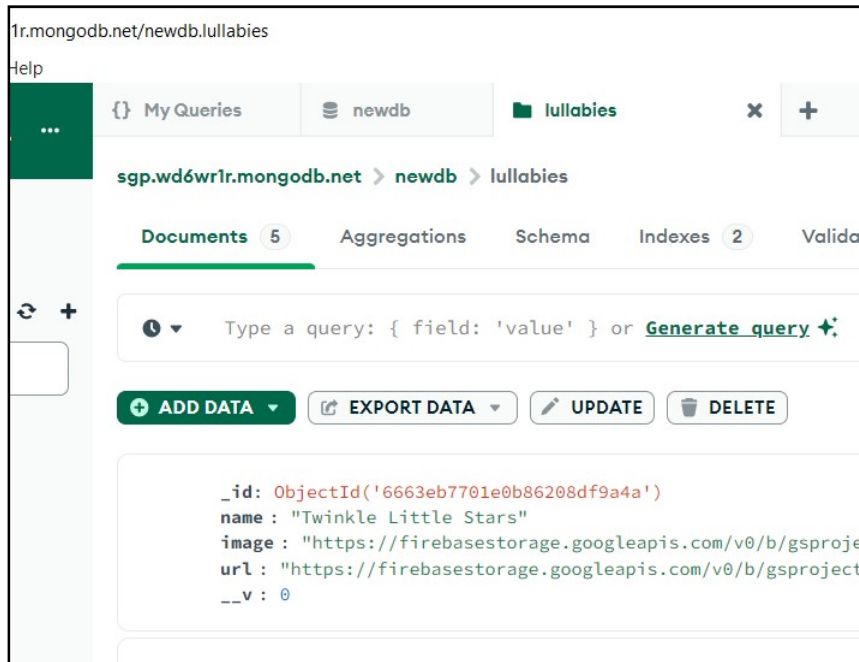 1r.mongodb.net/newdb.lullabies
Help
{} My Queries newdb lullabies
sgp.wd6wr1r.mongodb.net > newdb > lullabies
Documents 5 Aggregations Schema Indexes 2 Valida
Type a query: { field: 'value' } or Generate query
ADD DATA EXPORT DATA UPDATE DELETE
_id: ObjectId('6663eb7701e0b86208df9a4a')
name : "Twinkle Little Stars"
image : "https://firebasestorage.googleapis.com/v0/b/gsproje
url : "https://firebasestorage.googleapis.com/v0/b/gsproject
__v : 0